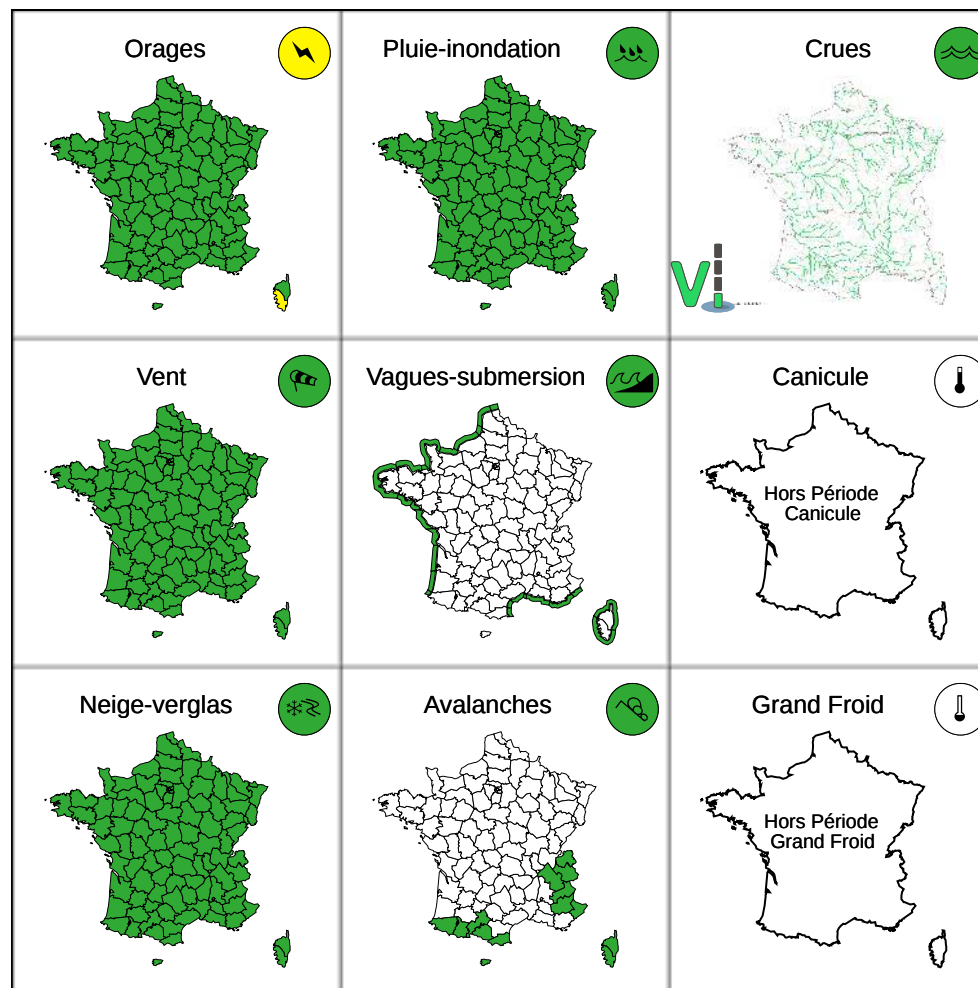 Orages
Pluie-inondation
Crues
V
Vent
Vagues-submersion
Canicule
Hors Période
Canicule
Neige-verglas
Avalanches
Grand Froid
Hors Période
Grand Froid